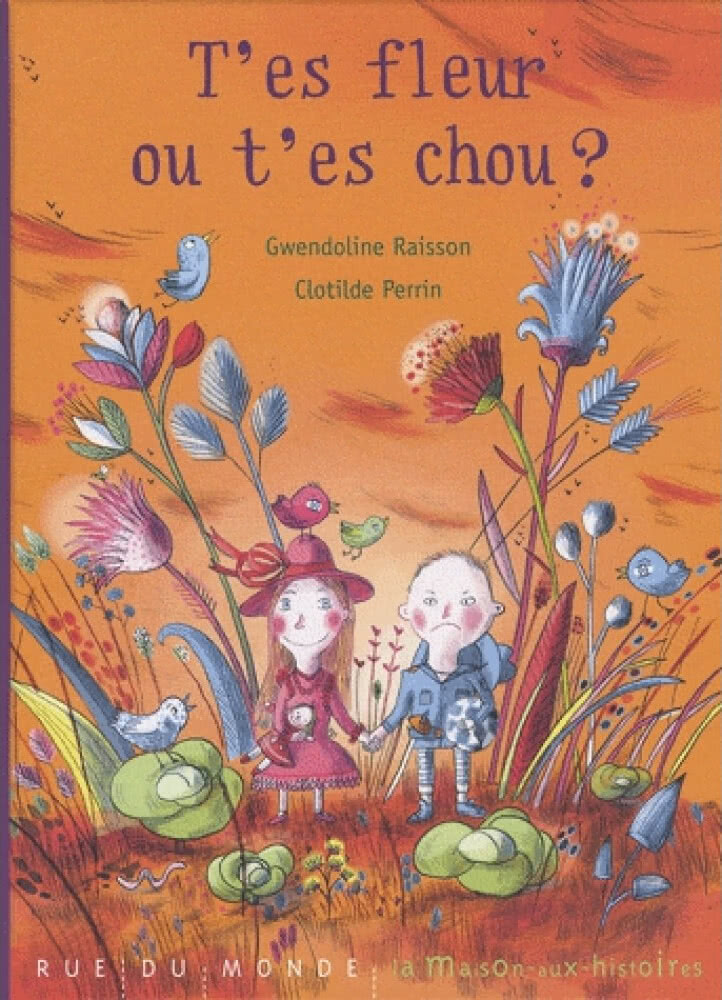 T'es fleur
ou t'es chou ?
Gwendoline Raisson
Clotilde Perrin
RUE DU MONDE la maison-aux-histoires